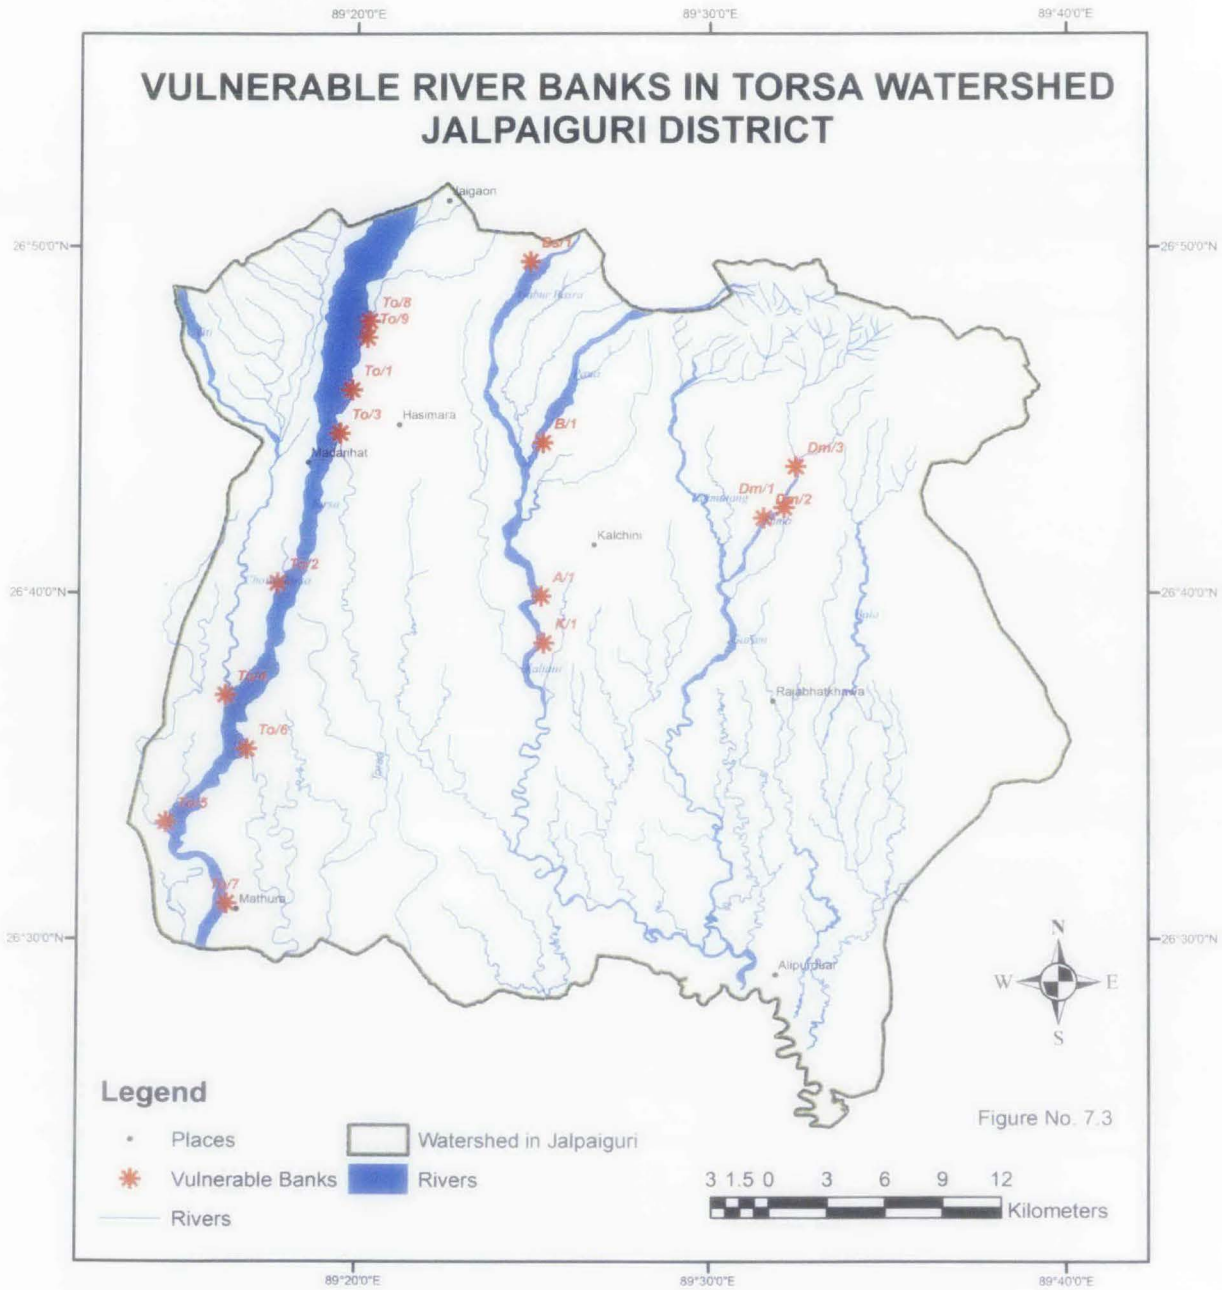 89°20'0"E
89°30'0"E
89°40'0"E
VULNERABLE RIVER BANKS IN TORSA WATERSHED
JALPAIGURI DISTRICT
Jaigaon
26°50'0"N
26°50'0"N
Bs/1
To/8
To/9
To/1
To/3
Hasimara
B/1
Madarihat
Dm/3
Dm/1
Dm/2
Kalchini
To/2
A/1
26°40'0"N
26°40'0"N
K/1
Rajabhatkhawa
To/6
To/5
Mathura
26°30'0"N
26°30'0"N
Alipurduar
N
W
E
S
Legend
Places
Watershed in Jalpaiguri
Vulnerable Banks
Rivers
Rivers
Figure No. 7.3
3 1.5 0 3 6 9 12
Kilometers
89°20'0"E
89°30'0"E
89°40'0"E